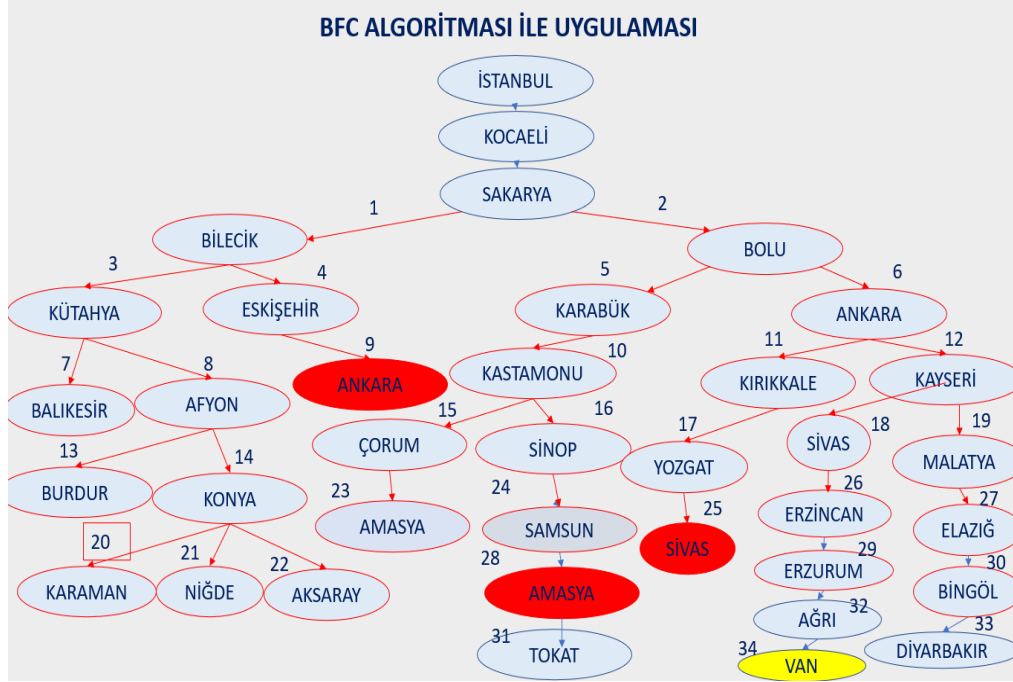 BFC ALGORİTMASI İLE UYGULAMASI
İSTANBUL
KOCAELİ
SAKARYA
1
2
BİLECİK
BOLU
3
4
5
6
KÜTAHYA
ESKİŞEHİR
KARABÜK
ANKARA
7
8
9
10
11
12
BALIKESİR
AFYON
ANKARA
KASTAMONU
KIRIKKALE
KAYSERİ
13
14
15
16
17
18
19
BURDUR
KONYA
ÇORUM
SİNOP
YOZGAT
SİVAS
MALATYA
20
21
22
23
24
25
26
27
KARAMAN
NİĞDE
AKSARAY
AMASYA
SAMSUN
SİVAS
ERZİNCAN
ELAZIĞ
28
29
30
AMASYA
ERZURUM
BİNGÖL
31
32
33
TOKAT
AĞRI
DİYARBAKIR
34
VAN